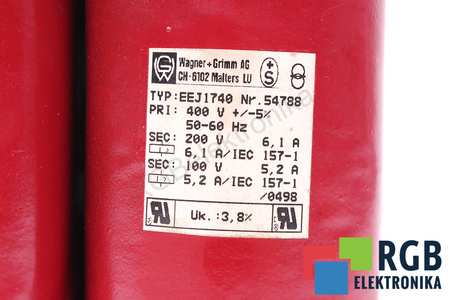 Wagner+Grimm AG
CH-6102 Malters LU
TYP:EEJ1740 Nr.54788
PRI: 400 V +/-5%
50-60 Hz
SEC: 200 V 6,1 A
6,1 A/IEC 157-1
SEC: 100 V 5,2 A
5,2 A/IEC 157-1
/0498
Uk.:3,8%
RGB
ELEKTRONIKA